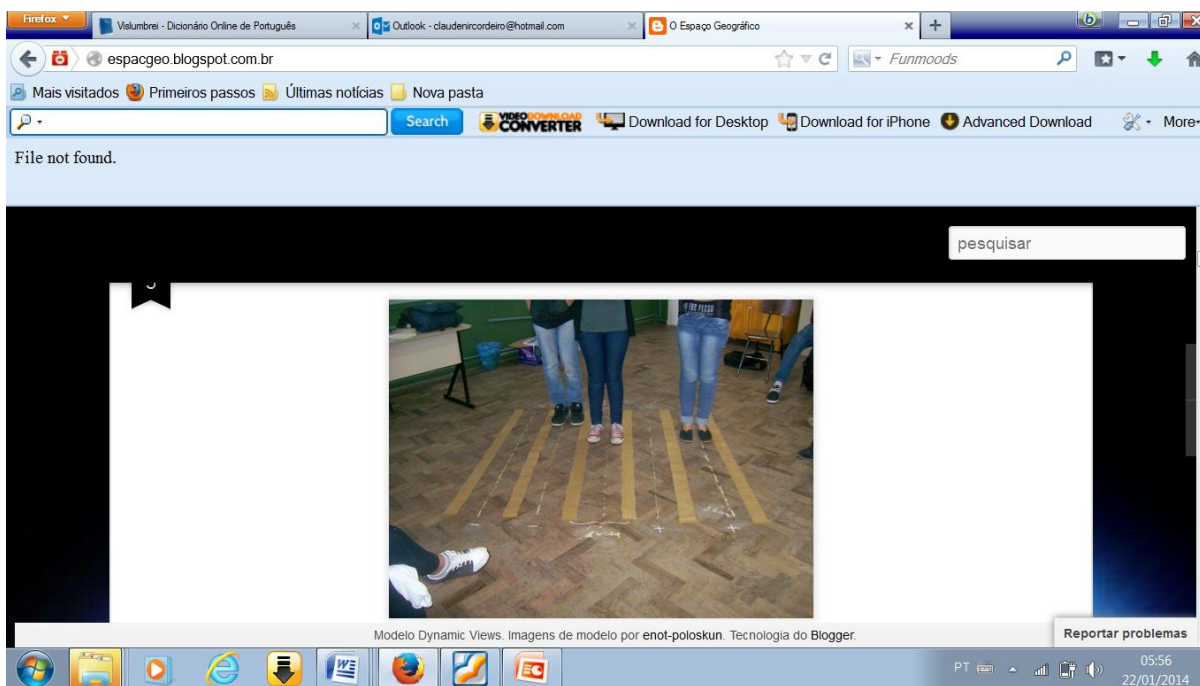 Firefox
Vislumbrei - Dicionário Online de Português
Outlook - claudenircordeiro@hotmail.com
O Espaço Geográfico
espacgeo.blogspot.com.br
Funmoods
Mais visitados Primeiros passos Últimas notícias Nova pasta
Search VIDEO DOWNLOAD CONVERTER Download for Desktop Download for iPhone Advanced Download More
File not found.
pesquisar
Modelo Dynamic Views. Imagens de modelo por enot-poloskun. Tecnologia do Blogger.
Reportar problemas
PT
05:56
22/01/2014